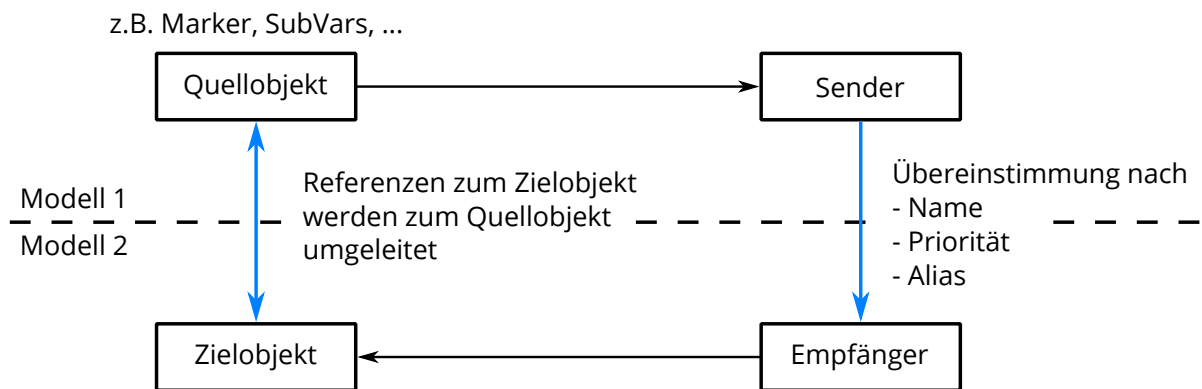 z.B. Marker, SubVars, ...
Quellobjekt
Sender
Modell 1
Modell 2
Referenzen zum Zielobjekt
werden zum Quellobjekt
umgeleitet
Übereinstimmung nach
- Name
- Priorität
- Alias
Zielobjekt
Empfänger